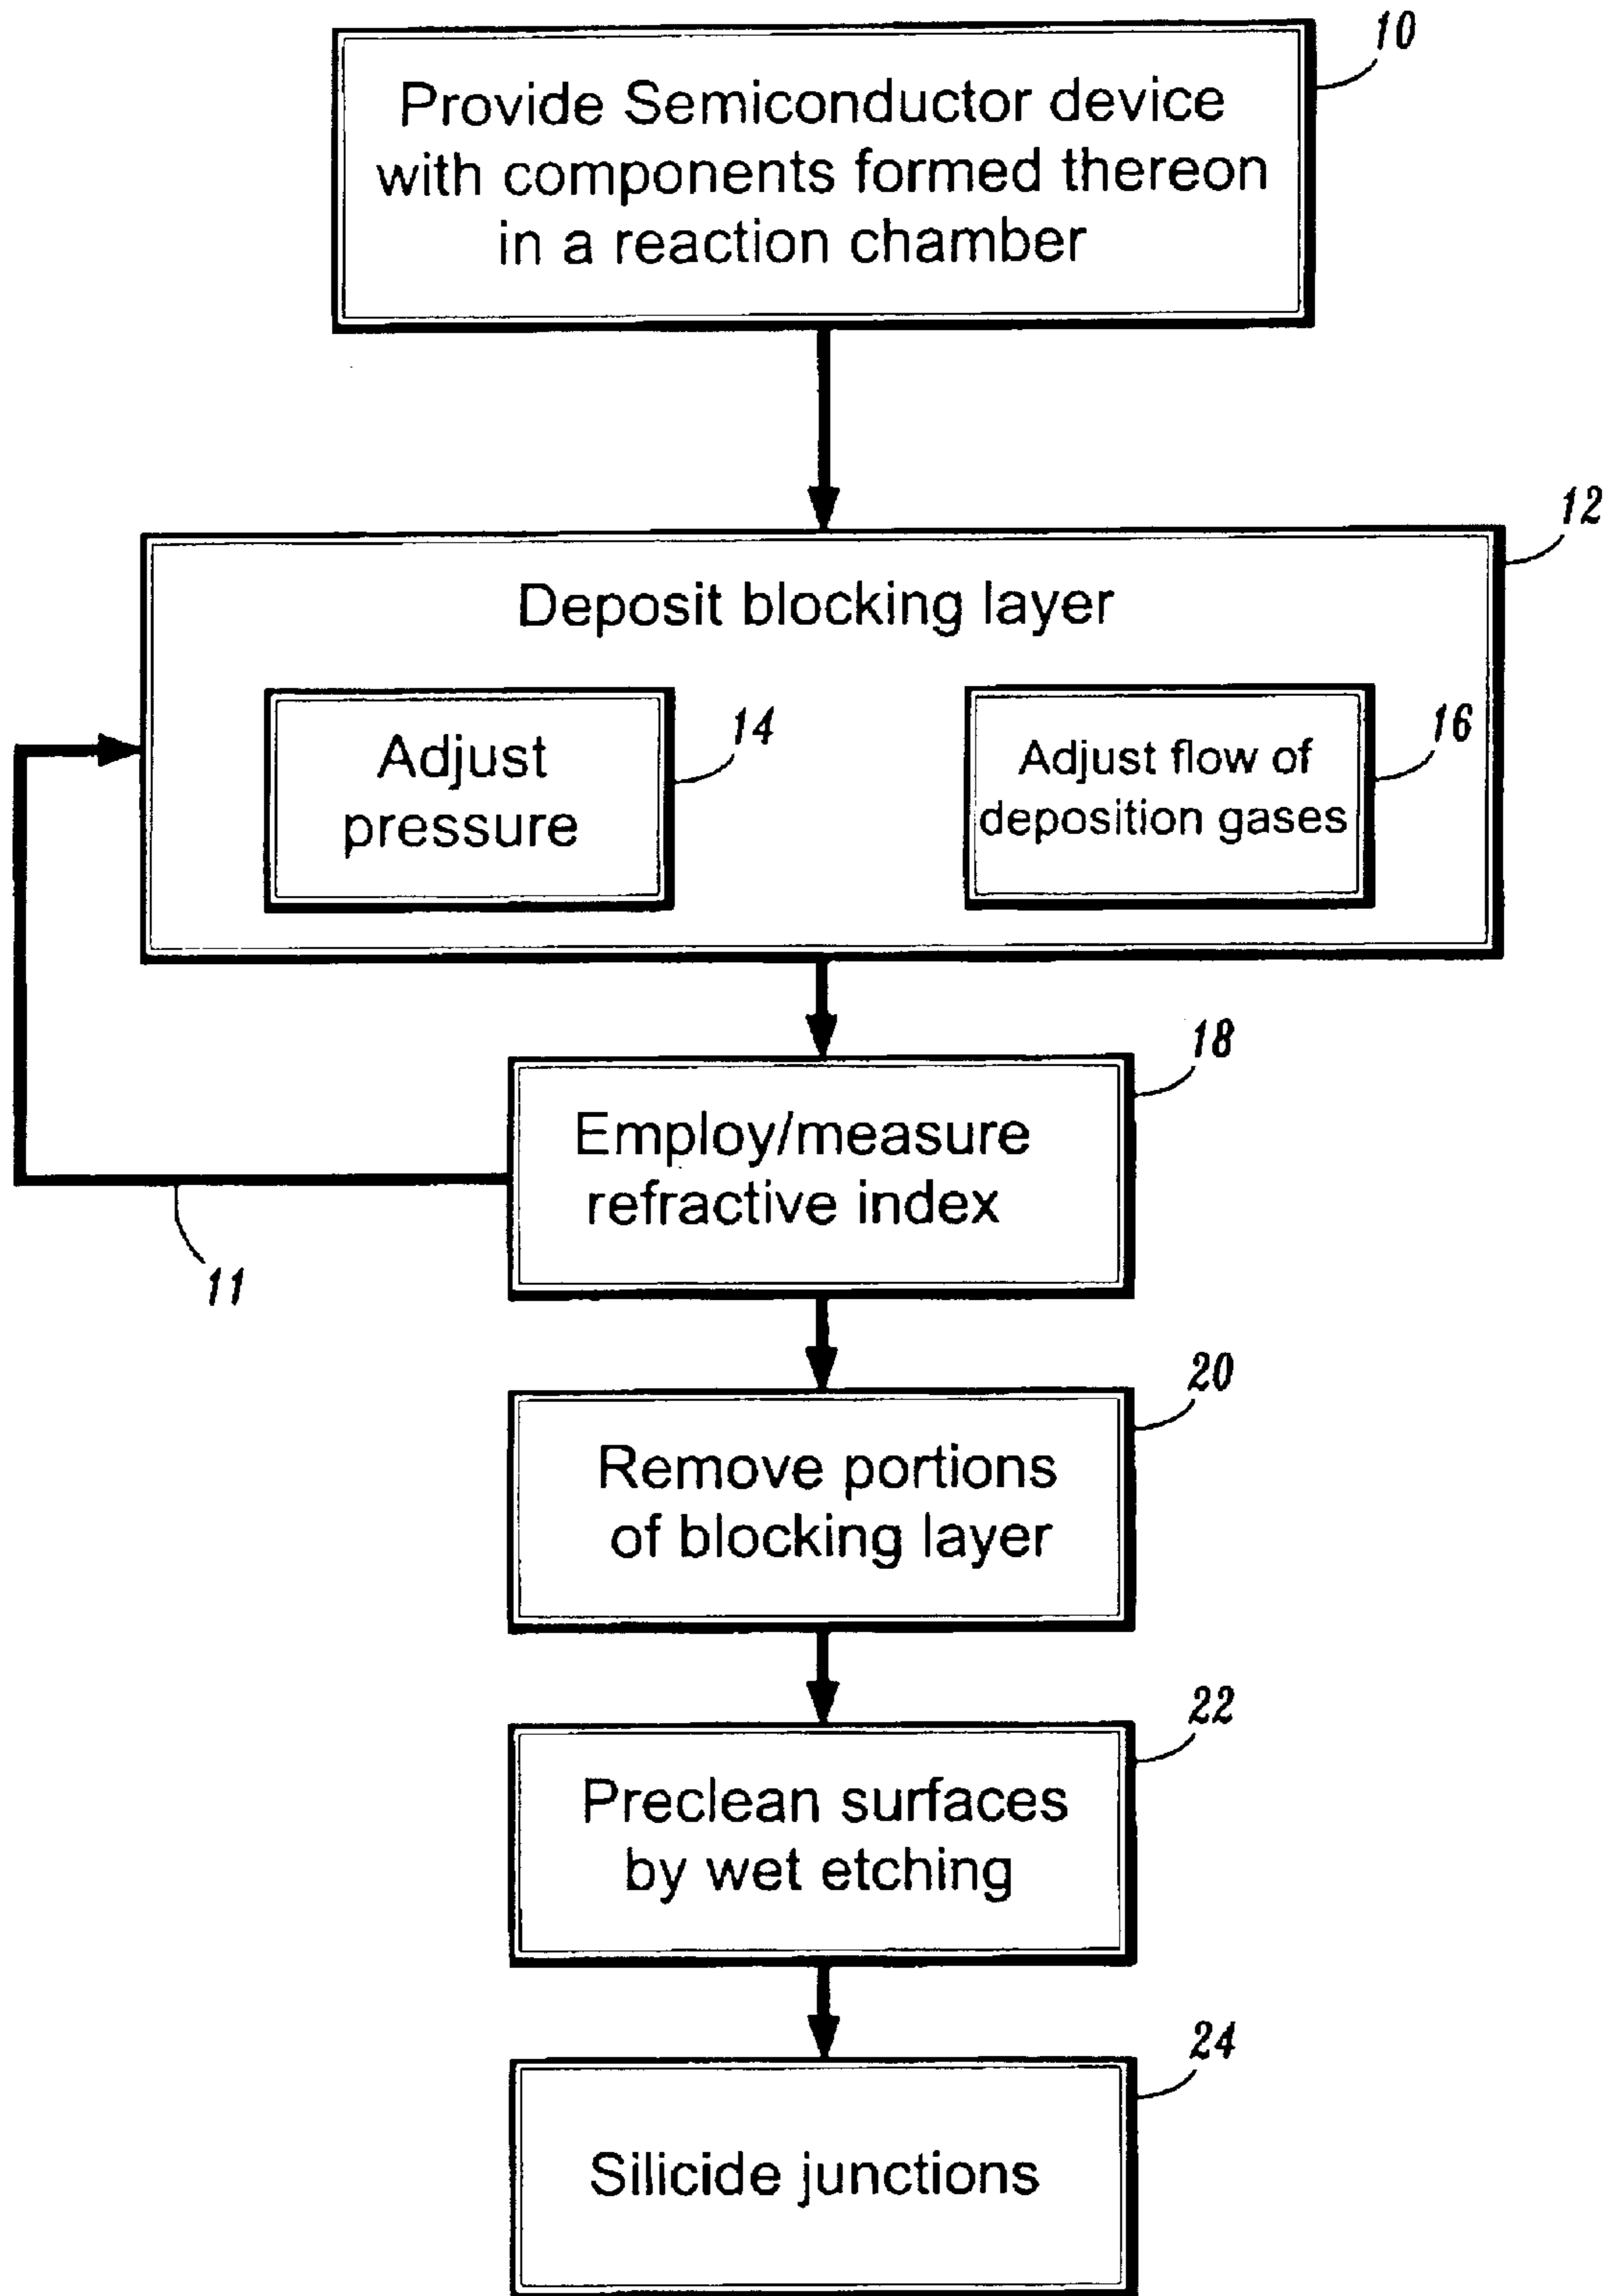 10
Provide Semiconductor device
with components formed thereon
in a reaction chamber
12
Deposit blocking layer
14
Adjust
pressure
16
Adjust flow of
deposition gases
18
Employ/measure
refractive index
11
20
Remove portions
of blocking layer
22
Preclean surfaces
by wet etching
24
Silicide junctions